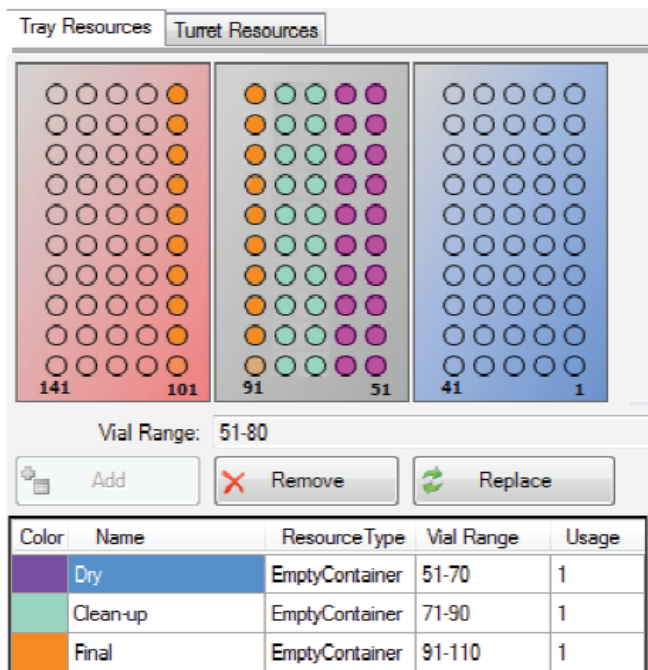 Tray Resources Turret Resources
141 101 91 51 41 1
Vial Range: 51-80
Add Remove Replace
Color Name ResourceType Vial Range Usage
Dry EmptyContainer 51-70 1
Clean-up EmptyContainer 71-90 1
Final EmptyContainer 91-110 1